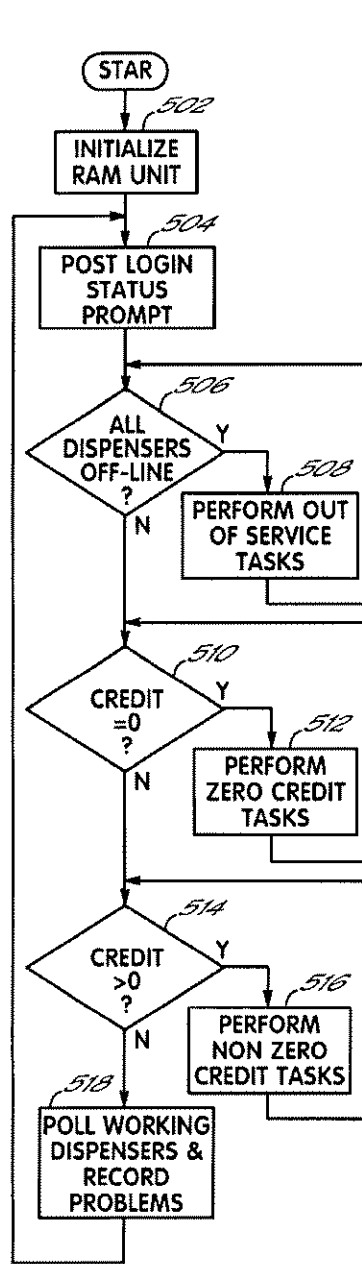 STAR
502
INITIALIZE
RAM UNIT
504
POST LOGIN
STATUS
PROMPT
506
ALL
DISPENSERS
OFF-LINE
?
Y
N
508
PERFORM OUT
OF SERVICE
TASKS
510
CREDIT
=0
?
Y
N
512
PERFORM
ZERO CREDIT
TASKS
514
CREDIT
>0
?
Y
N
516
PERFORM
NON ZERO
CREDIT TASKS
518
POLL WORKING
DISPENSERS &
RECORD
PROBLEMS